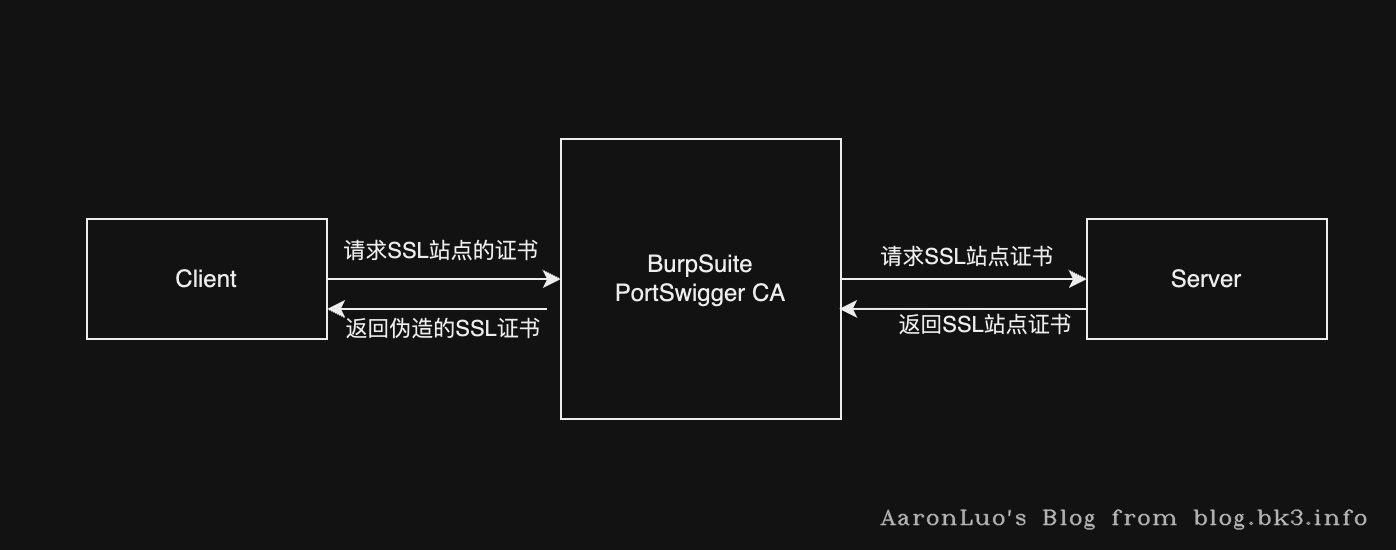 请求SSL站点的证书
Client
返回伪造的SSL证书
BurpSuite
PortSwigger CA
请求SSL站点证书
返回SSL站点证书
Server
AaronLuo's Blog from blog.bk3.info